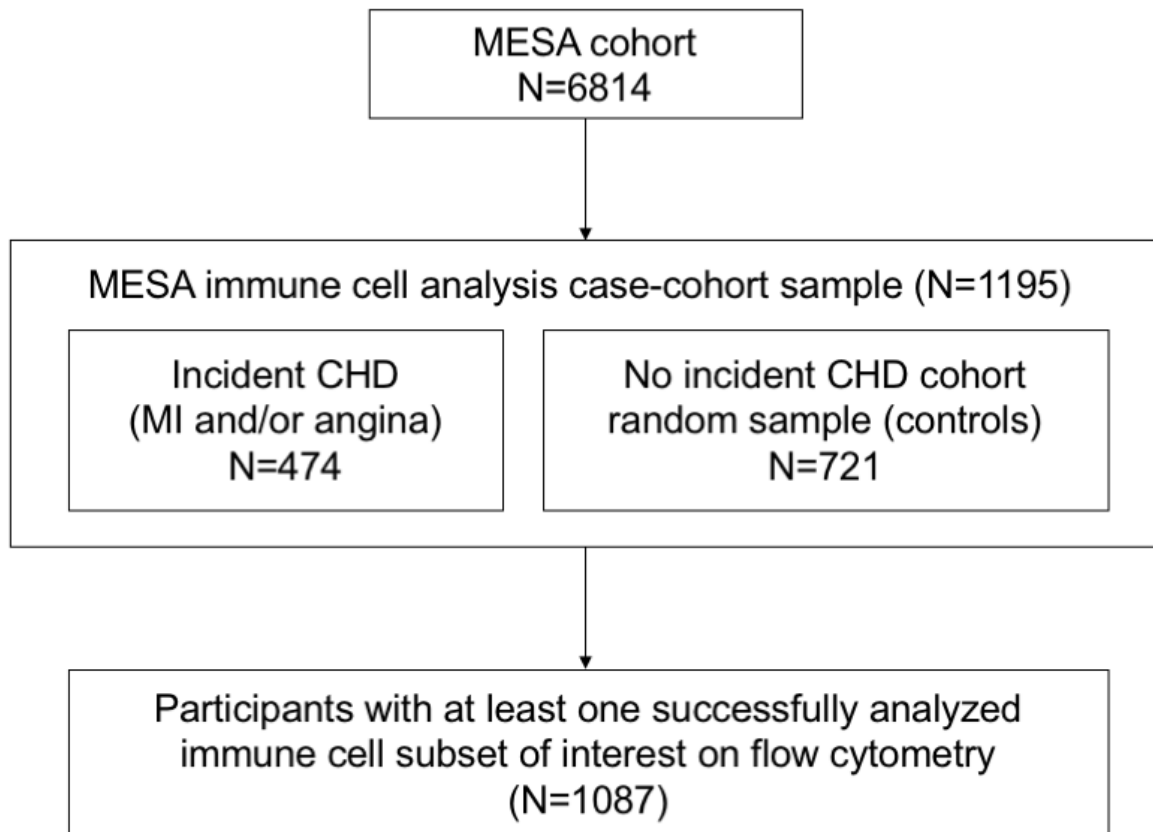 MESA cohort
N=6814
MESA immune cell analysis case-cohort sample (N=1195)
Incident CHD
(MI and/or angina)
N=474
No incident CHD cohort
random sample (controls)
N=721
Participants with at least one successfully analyzed
immune cell subset of interest on flow cytometry
(N=1087)